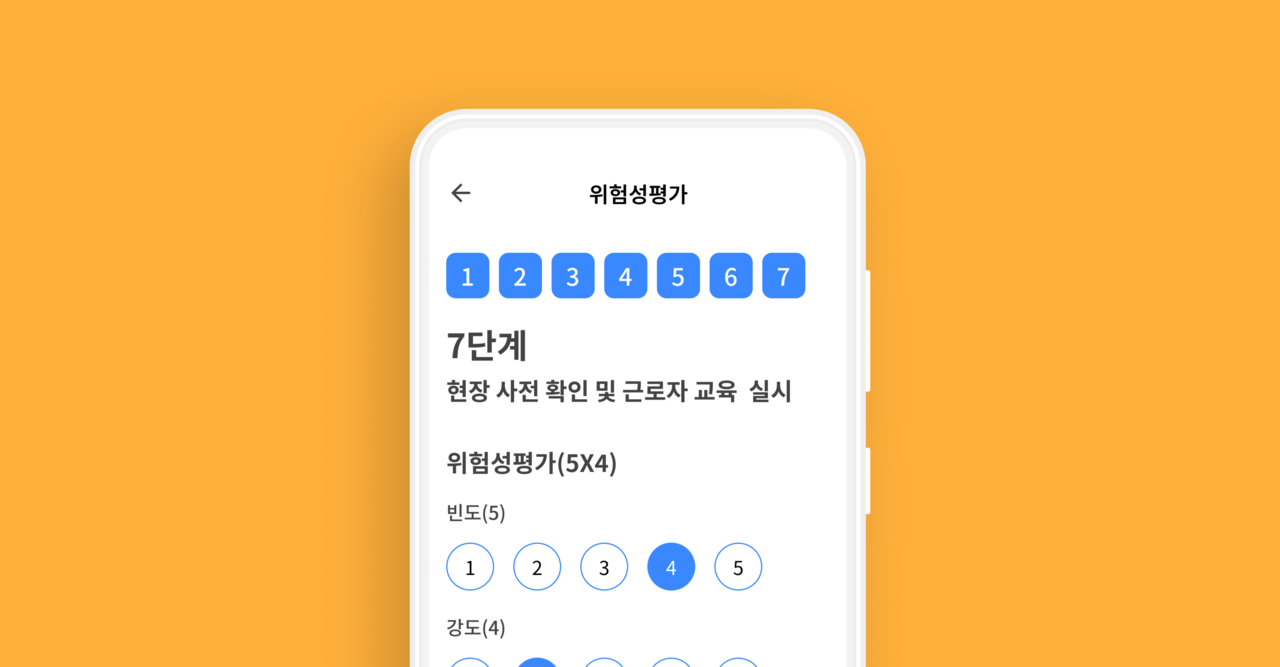 위험성평가
1 2 3 4 5 6 7
7단계
현장 사전 확인 및 근로자 교육  실시
위험성평가(5X4)
빈도(5)
1 2 3 4 5
강도(4)